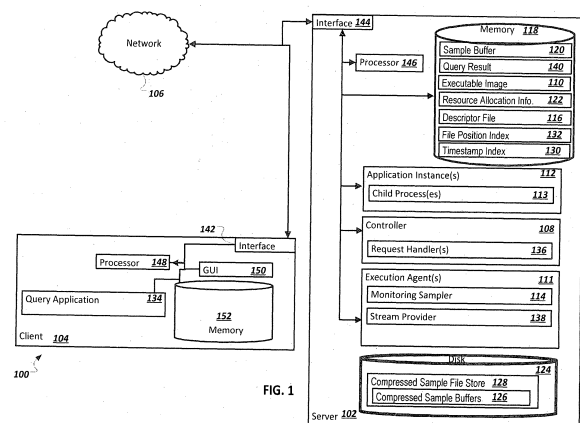 Network
106
Interface 144
Processor 146
Memory 118
Sample Buffer 120
Query Result 140
Executable Image 110
Resource Allocation Info. 122
Descriptor File 116
File Position Index 132
Timestamp Index 130
Application Instance(s) 112
Child Process(es) 113
Controller 108
Request Handler(s) 136
Execution Agent(s) 111
Monitoring Sampler 114
Stream Provider 138
Disk
124
Compressed Sample File Store 128
Compressed Sample Buffers 126
Server 102
142
Interface
Processor 148
GUI 150
Query Application 134
152
Memory
Client 104
100
FIG. 1